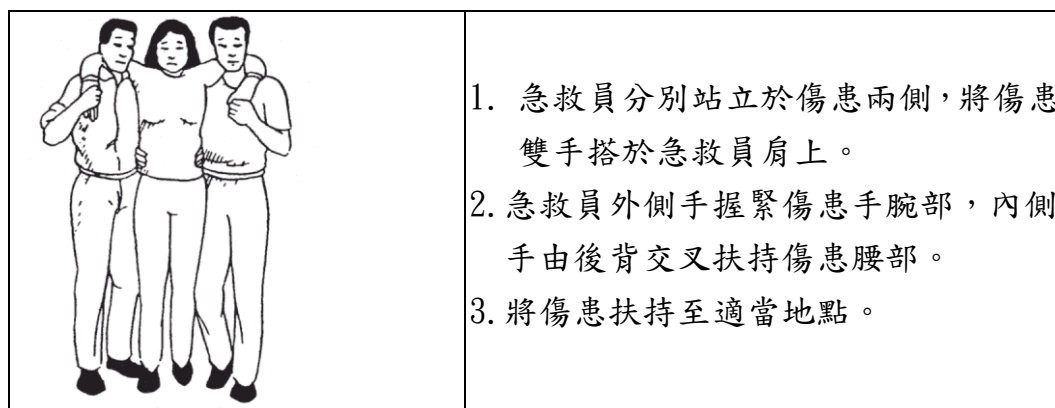 1. 急救員分別站立於傷患兩側，將傷患
雙手搭於急救員肩上。
2.急救員外側手握緊傷患手腕部，內側
手由後背交叉扶持傷患腰部。
3.將傷患扶持至適當地點。